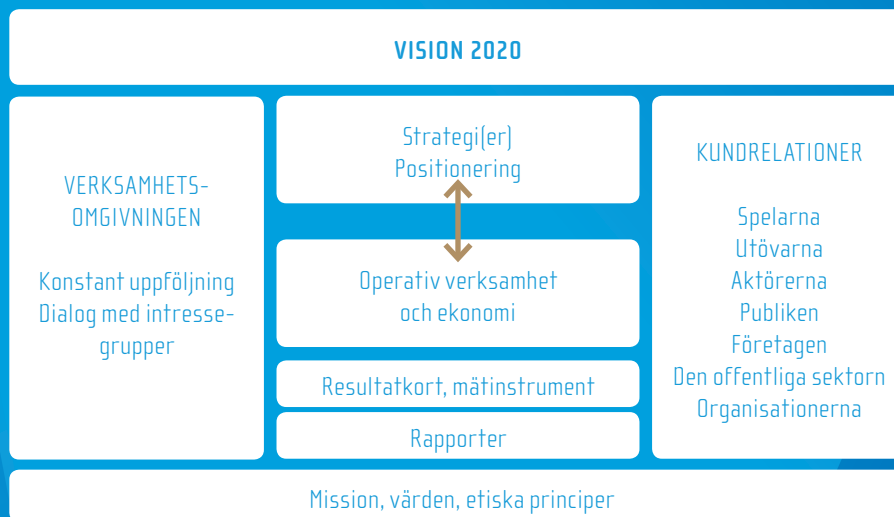 VISION 2020
VERKSAMHETS-
OMGIVNINGEN
Konstant uppföljning
Dialog med intresse-
grupper
Strategi(er)
Positionering
Operativ verksamhet
och ekonomi
Resultatkort, mätinstrument
Rapporter
KUNDRELATIONER
Spelarna
Utövarna
Aktörerna
Publiken
Företagen
Den offentliga sektorn
Organisationerna
Mission, värden, etiska principer